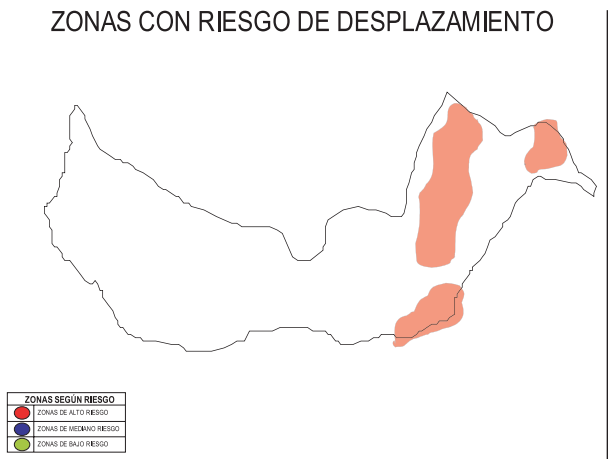 ZONAS CON RIESGO DE DESPLAZAMIENTO
ZONAS SEGÚN RIESGO
ZONAS DE ALTO RIESGO
ZONAS DE MEDIANO RIESGO
ZONAS DE BAJO RIESGO